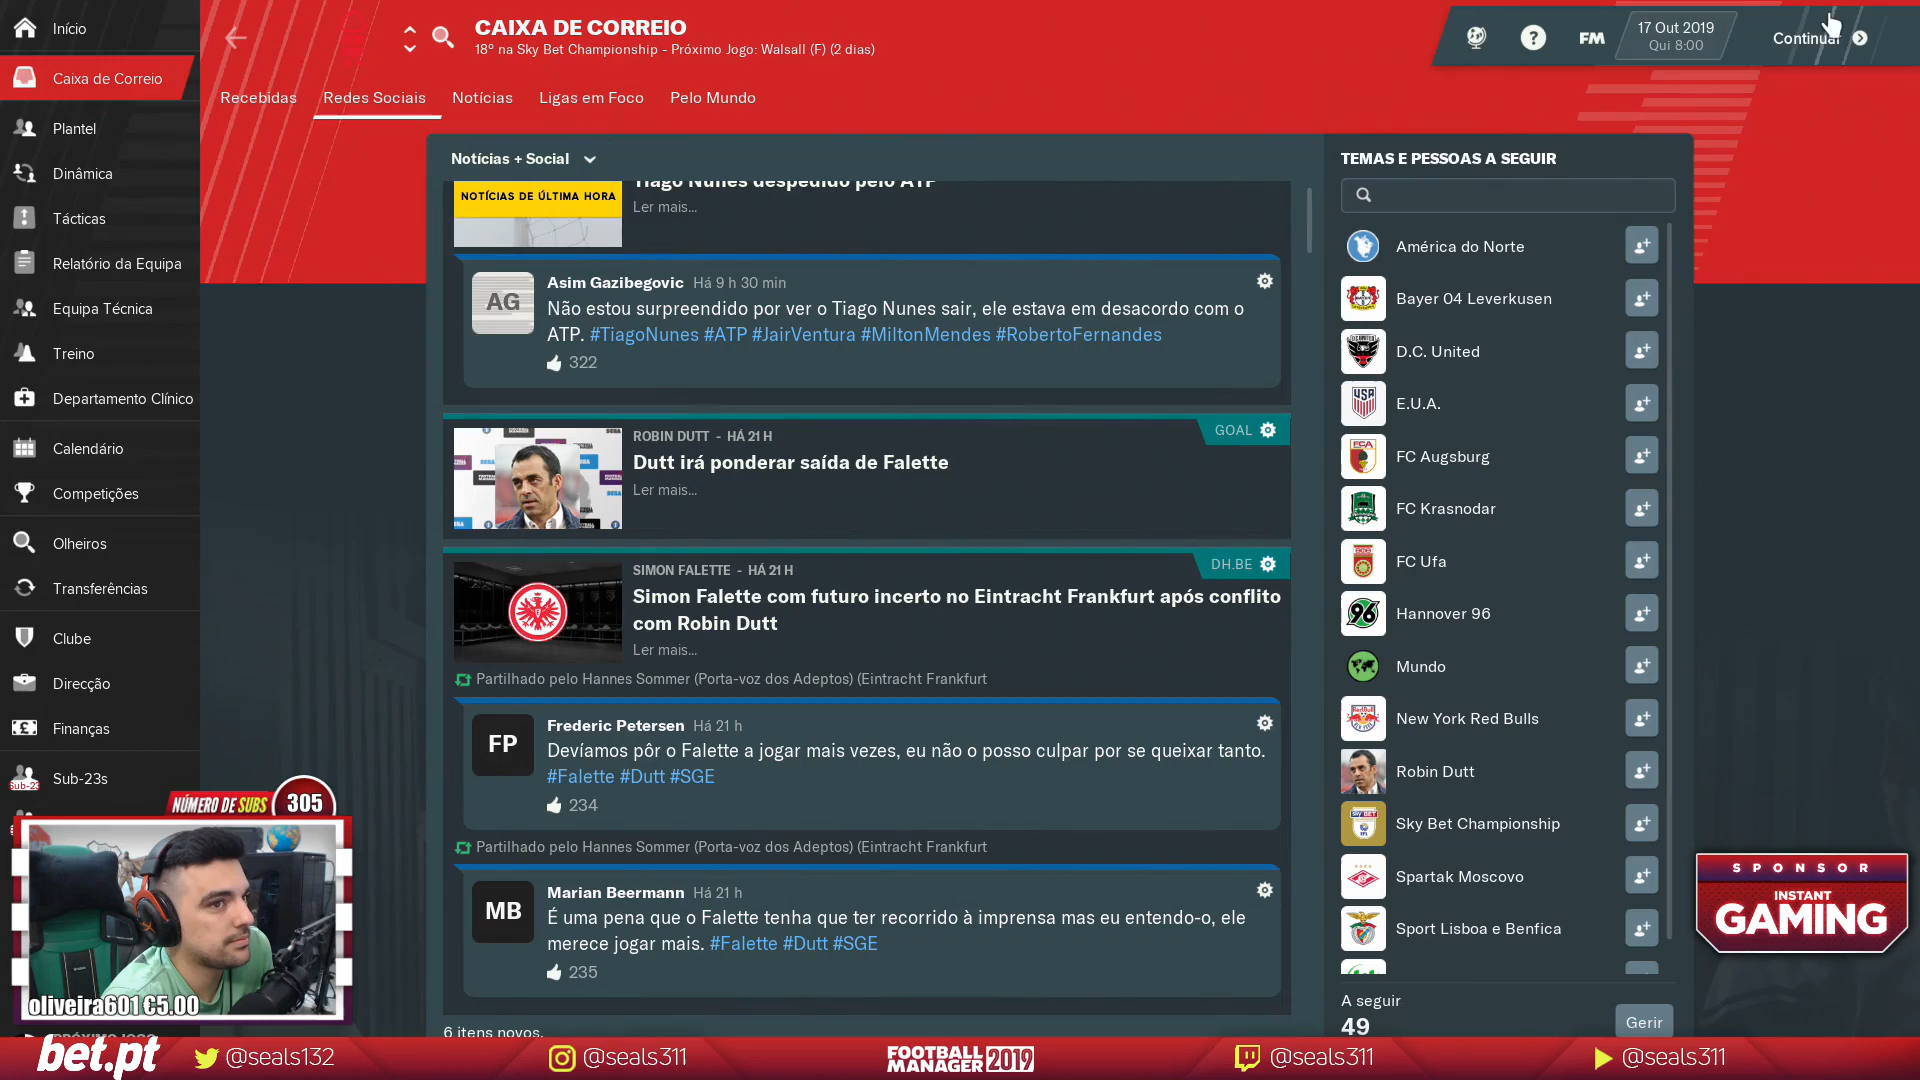 Início
Caixa de Correio
Plantel
Dinâmica
Tácticas
Relatório da Equipa
Equipa Técnica
Treino
Departamento Clínico
Calendário
Competições
Olheiros
Transferências
Clube
Direcção
Finanças
Sub-23s
CAIXA DE CORREIO
18º na Sky Bet Championship - Próximo Jogo: Walsall (F) (2 dias)
FM
17 Out 2019
Qui 8:00
Continuar
Recebidas
Redes Sociais
Notícias
Ligas em Foco
Pelo Mundo
Notícias + Social
NOTÍCIAS DE ÚLTIMA HORA
Tiago Nunes despedido pelo ATP
Ler mais...
AG
Asim Gazibegovic Há 9 h 30 min
Não estou surpreendido por ver o Tiago Nunes sair, ele estava em desacordo com o
ATP. #TiagoNunes #ATP #JairVentura #MiltonMendes #RobertoFernandes
322
ROBIN DUTT - HÁ 21 H
GOAL
Dutt irá ponderar saída de Falette
Ler mais...
SIMON FALETTE - HÁ 21 H
DH.BE
Simon Falette com futuro incerto no Eintracht Frankfurt após conflito
com Robin Dutt
Ler mais...
Partilhado pelo Hannes Sommer (Porta-voz dos Adeptos) (Eintracht Frankfurt
FP
Frederic Petersen Há 21 h
Devíamos pôr o Falette a jogar mais vezes, eu não o posso culpar por se queixar tanto.
#Falette #Dutt #SGE
234
Partilhado pelo Hannes Sommer (Porta-voz dos Adeptos) (Eintracht Frankfurt
MB
Marian Beermann Há 21 h
É uma pena que o Falette tenha que ter recorrido à imprensa mas eu entendo-o, ele
merece jogar mais. #Falette #Dutt #SGE
235
6 itens novos.
TEMAS E PESSOAS A SEGUIR
América do Norte
Bayer 04 Leverkusen
D.C. United
E.U.A.
FC Augsburg
FC Krasnodar
FC Ufa
Hannover 96
Mundo
New York Red Bulls
Robin Dutt
Sky Bet Championship
Spartak Moscovo
Sport Lisboa e Benfica
A seguir
49
Gerir
NÚMERO DE SUBS 305
oliveira601 €5.00
SPONSOR
INSTANT
GAMING
bet.pt
@seals132
@seals311
FOOTBALL
MANAGER 2019
@seals311
@seals311